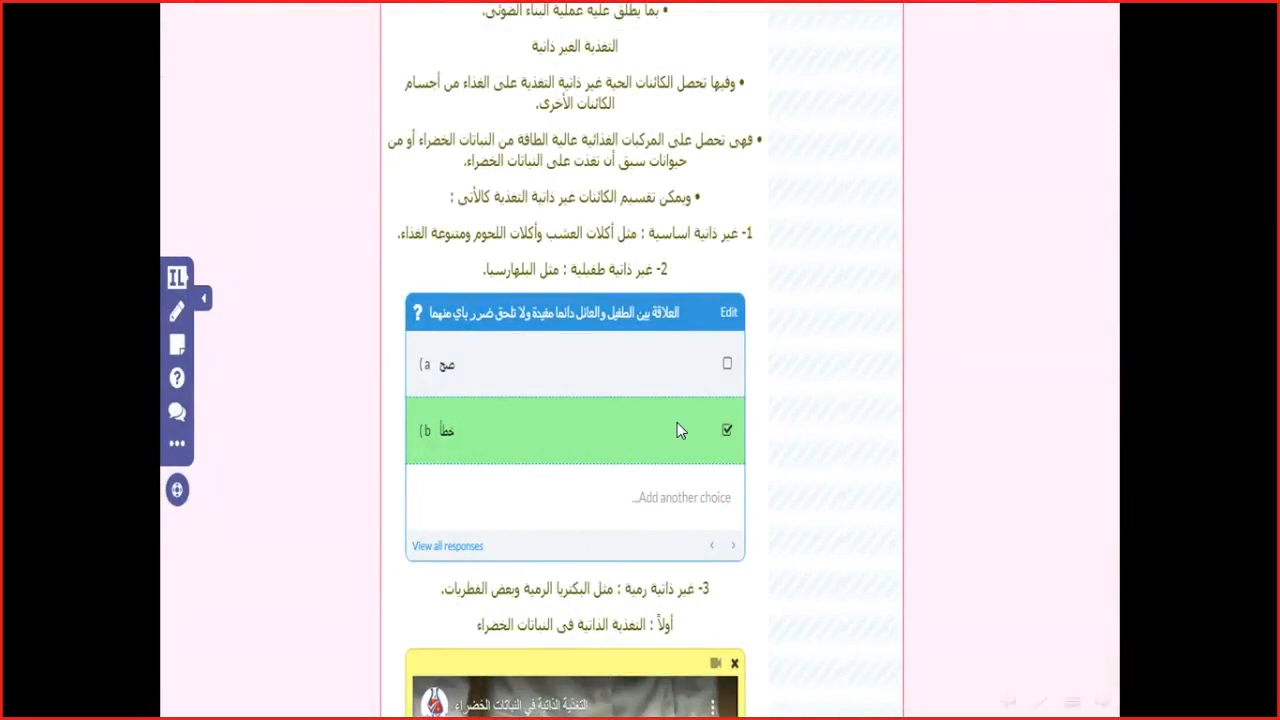 • بما يطلق عليه عملية البناء الضوئى.
التغذية الغير ذاتية
• وفيها تحصل الكائنات الحية غير ذاتية التغذية على الغذاء من أجسام
الكائنات الأخرى.
• فهى تحصل على المركبات الغذائية عالية الطاقة من النباتات الخضراء أو من
حيوانات سبق أن تغذت على النباتات الخضراء.
• ويمكن تقسيم الكائنات غير ذاتية التغذية كالأتى :
1- غير ذاتية اساسية : مثل أكلات العشب وأكلات اللحوم ومتنوعة الغذاء.
2- غير ذاتية طفيلية : مثل البلهارسيا.
العلاقة بين الطفيل والعائل دائما مفيدة ولا تلحق ضرر باي منهما ?
Edit
( a صح
( b خطأ
...Add another choice
View all responses
3- غير ذاتية رمية : مثل البكتريا الرمية وبعض الفطريات.
أولاً : التغذية الذاتية فى النباتات الخضراء
التغذية الذاتية في النباتات الخضراء
IL